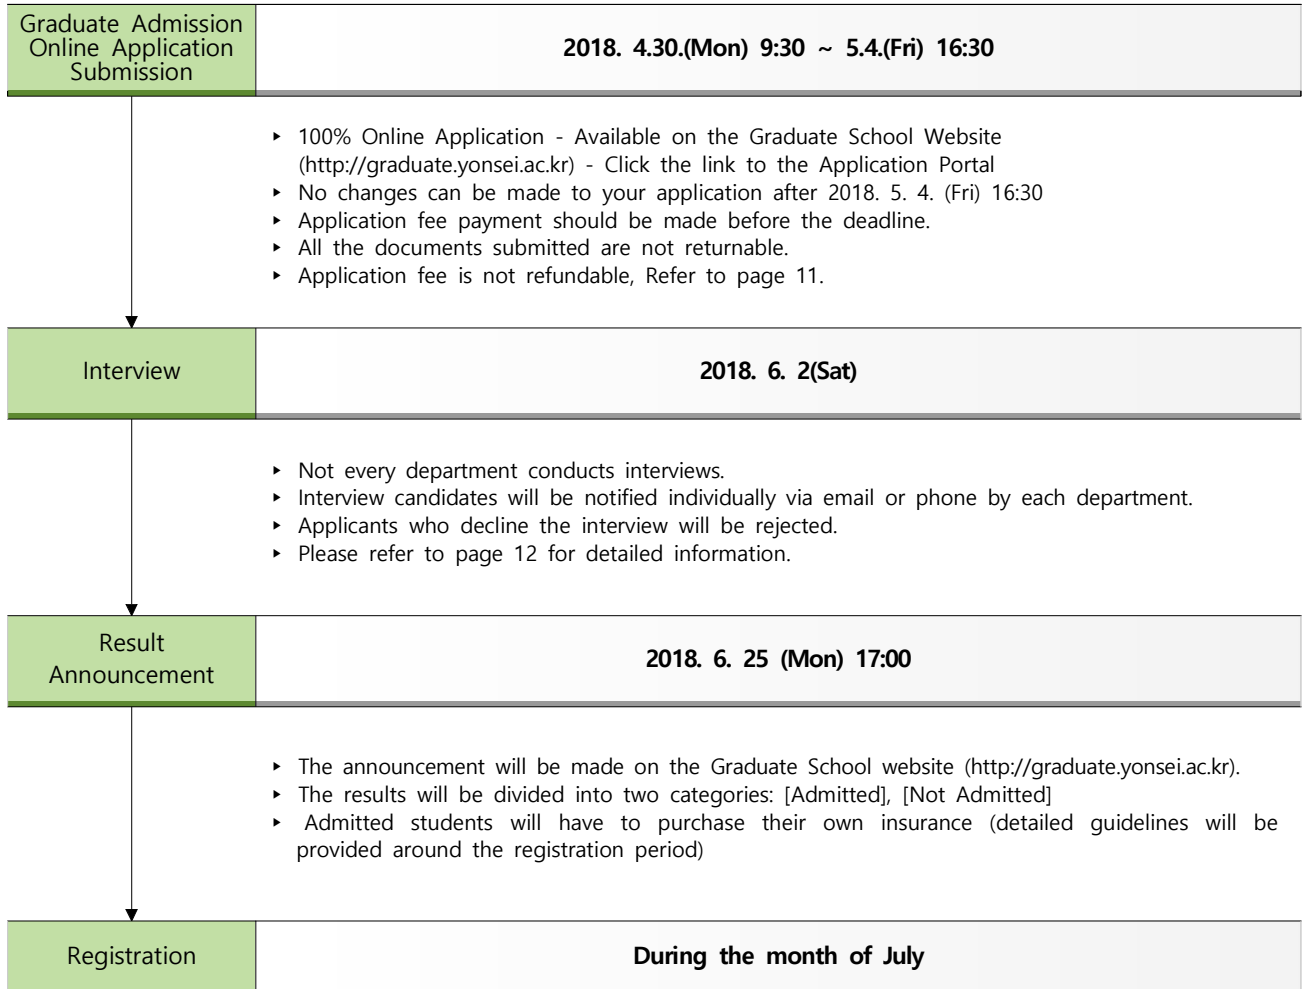 Graduate Admission
Online Application
Submission
2018. 4.30.(Mon) 9:30 ~ 5.4.(Fri) 16:30
▸ 100% Online Application - Available on the Graduate School Website
(http://graduate.yonsei.ac.kr) - Click the link to the Application Portal
▸ No changes can be made to your application after 2018. 5. 4. (Fri) 16:30
▸ Application fee payment should be made before the deadline.
▸ All the documents submitted are not returnable.
▸ Application fee is not refundable, Refer to page 11.
Interview
2018. 6. 2(Sat)
▸ Not every department conducts interviews.
▸ Interview candidates will be notified individually via email or phone by each department.
▸ Applicants who decline the interview will be rejected.
▸ Please refer to page 12 for detailed information.
Result
Announcement
2018. 6. 25 (Mon) 17:00
▸ The announcement will be made on the Graduate School website (http://graduate.yonsei.ac.kr).
▸ The results will be divided into two categories: [Admitted], [Not Admitted]
▸ Admitted students will have to purchase their own insurance (detailed guidelines will be
provided around the registration period)
Registration
During the month of July